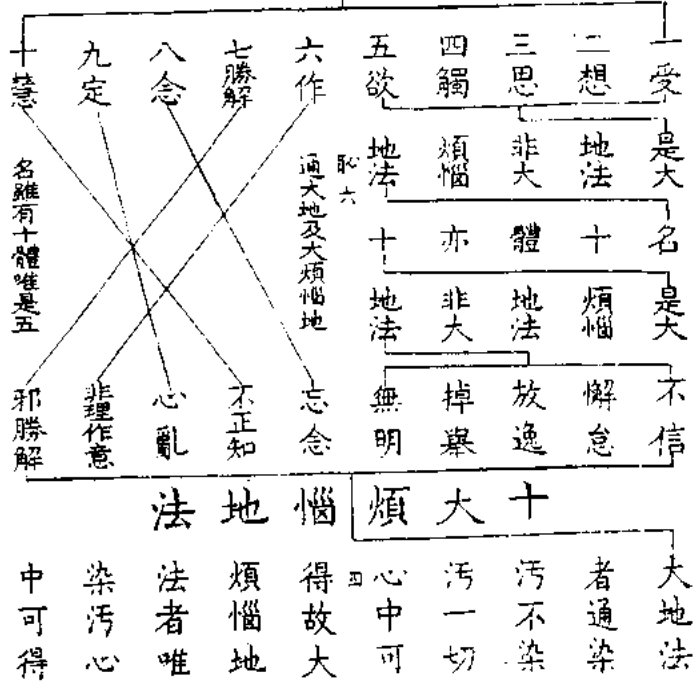 一受
二想
三思
四觸
五欲
六作
七勝解
八念
九定
十慧
是大
地法
非大
煩惱
地法
恥六
名十體亦十
是大
煩惱
地法
非大
地法
通大地及大煩惱地
名雖有十體唯是五
不信
懈怠
放逸
掉舉
無明
忘念
不正知
心亂
非理作意
邪勝解
十大煩惱地法
大地法
者通染
汚不染
汚一切
心中可
四
得故大
煩惱地
法者唯
染汚心
中可得